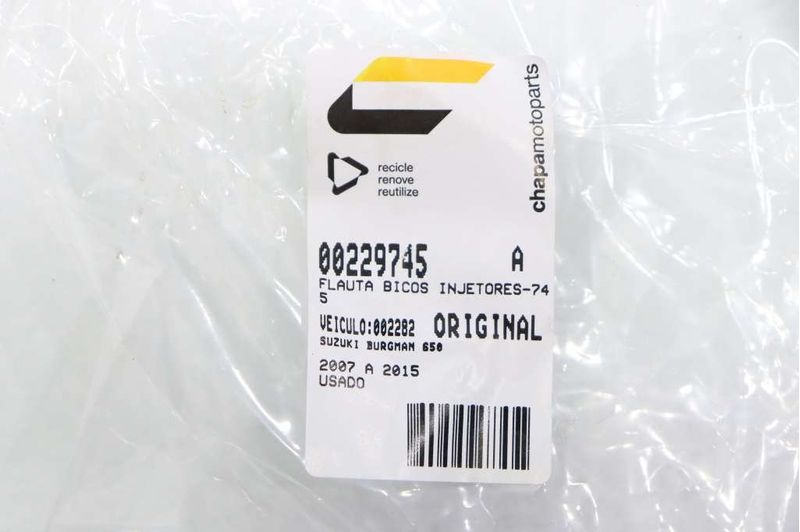 chapamotoparts
recicle
renove
reutilize
00229745 A
FLAUTA BICOS INJETORES-74
5
VEICULO:002282 ORIGINAL
SUZUKI BURGMAN 650
2007 A 2015
USADO